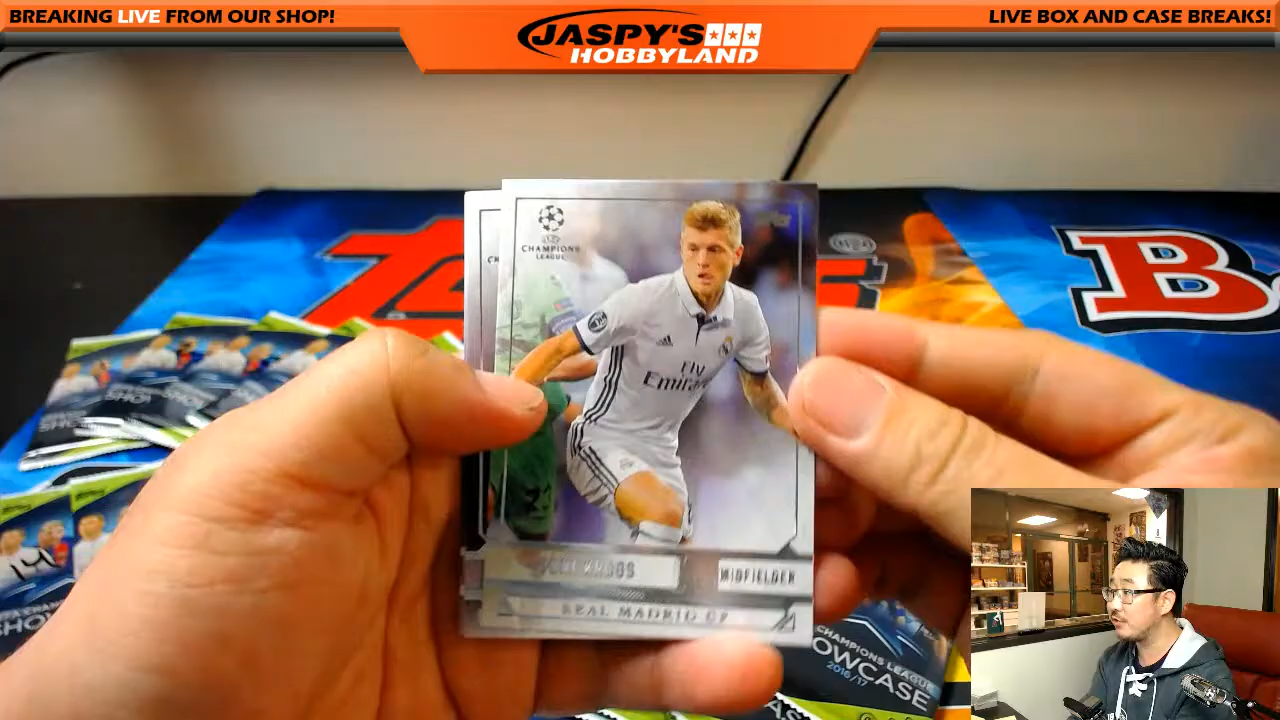 BREAKING LIVE FROM OUR SHOP!
JASPY'S
HOBBYLAND
LIVE BOX AND CASE BREAKS!
CHAMPIONS
LEAGUE
Fly
Emirates
KROOS
MIDFIELDER
REAL MADRID CF
B
CHAMPIONS LEAGUE
OWCASE
2016/17